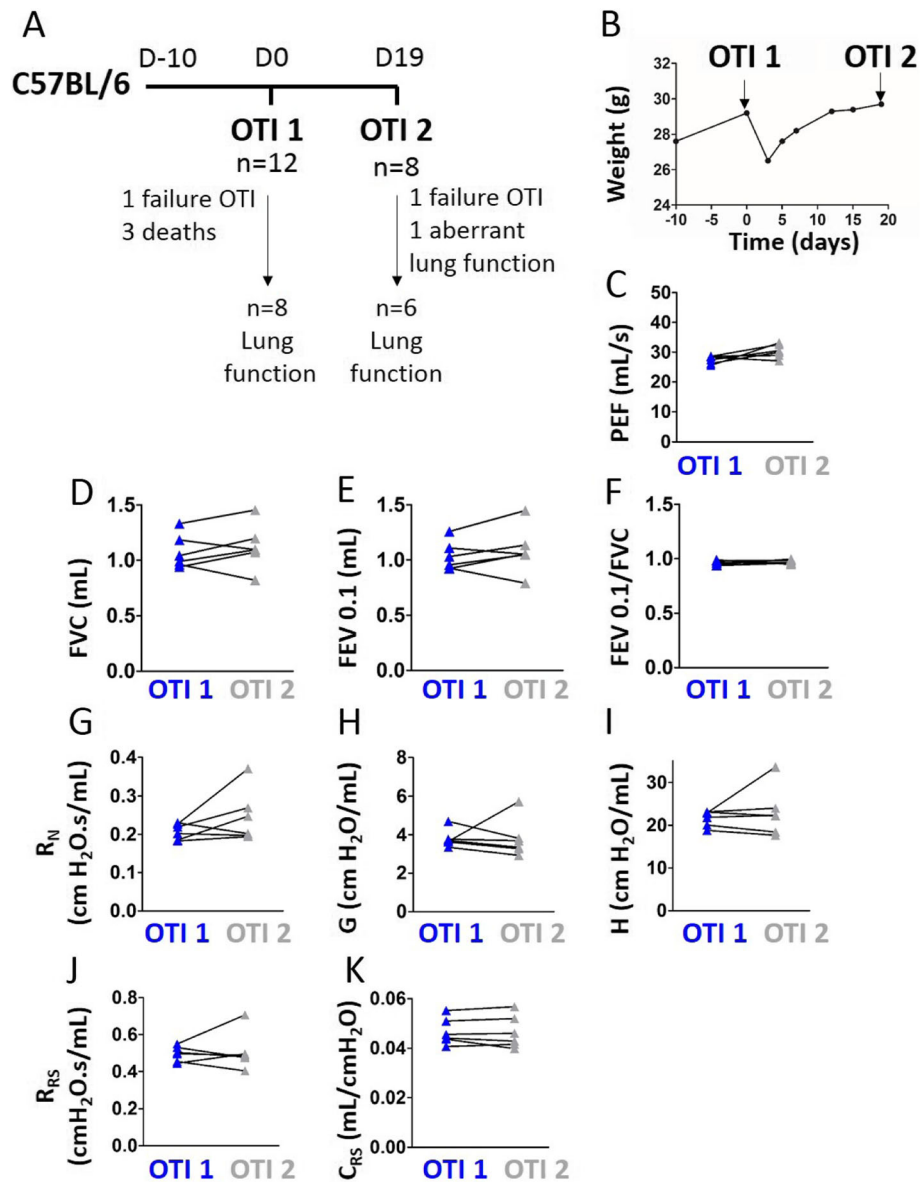 A
D-10 D0 D19
C57BL/6
OTI 1 OTI 2
n=12 n=8
1 failure OTI
3 deaths
1 failure OTI
1 aberrant
lung function
n=8
Lung
function
n=6
Lung
function
B
OTI 1 OTI 2
Weight (g)
32
30
28
26
24
-10 -5 0 5 10 15 20
Time (days)
C
PEF (mL/s)
50
40
30
20
10
0
OTI 1 OTI 2
D
FVC (mL)
1.5
1.0
0.5
0.0
OTI 1 OTI 2
E
FEV 0.1 (mL)
1.5
1.0
0.5
0.0
OTI 1 OTI 2
F
FEV 0.1/FVC
1.5
1.0
0.5
0.0
OTI 1 OTI 2
G
R_N
(cm H₂O.s/mL)
0.4
0.3
0.2
0.1
0.0
OTI 1 OTI 2
H
G (cm H₂O/mL)
8
6
4
2
0
OTI 1 OTI 2
I
H (cm H₂O/mL)
30
20
10
0
OTI 1 OTI 2
J
R_RS
(cmH₂O.s/mL)
0.8
0.6
0.4
0.2
0.0
OTI 1 OTI 2
K
C_RS (mL/cmH₂O)
0.06
0.04
0.02
0.00
OTI 1 OTI 2